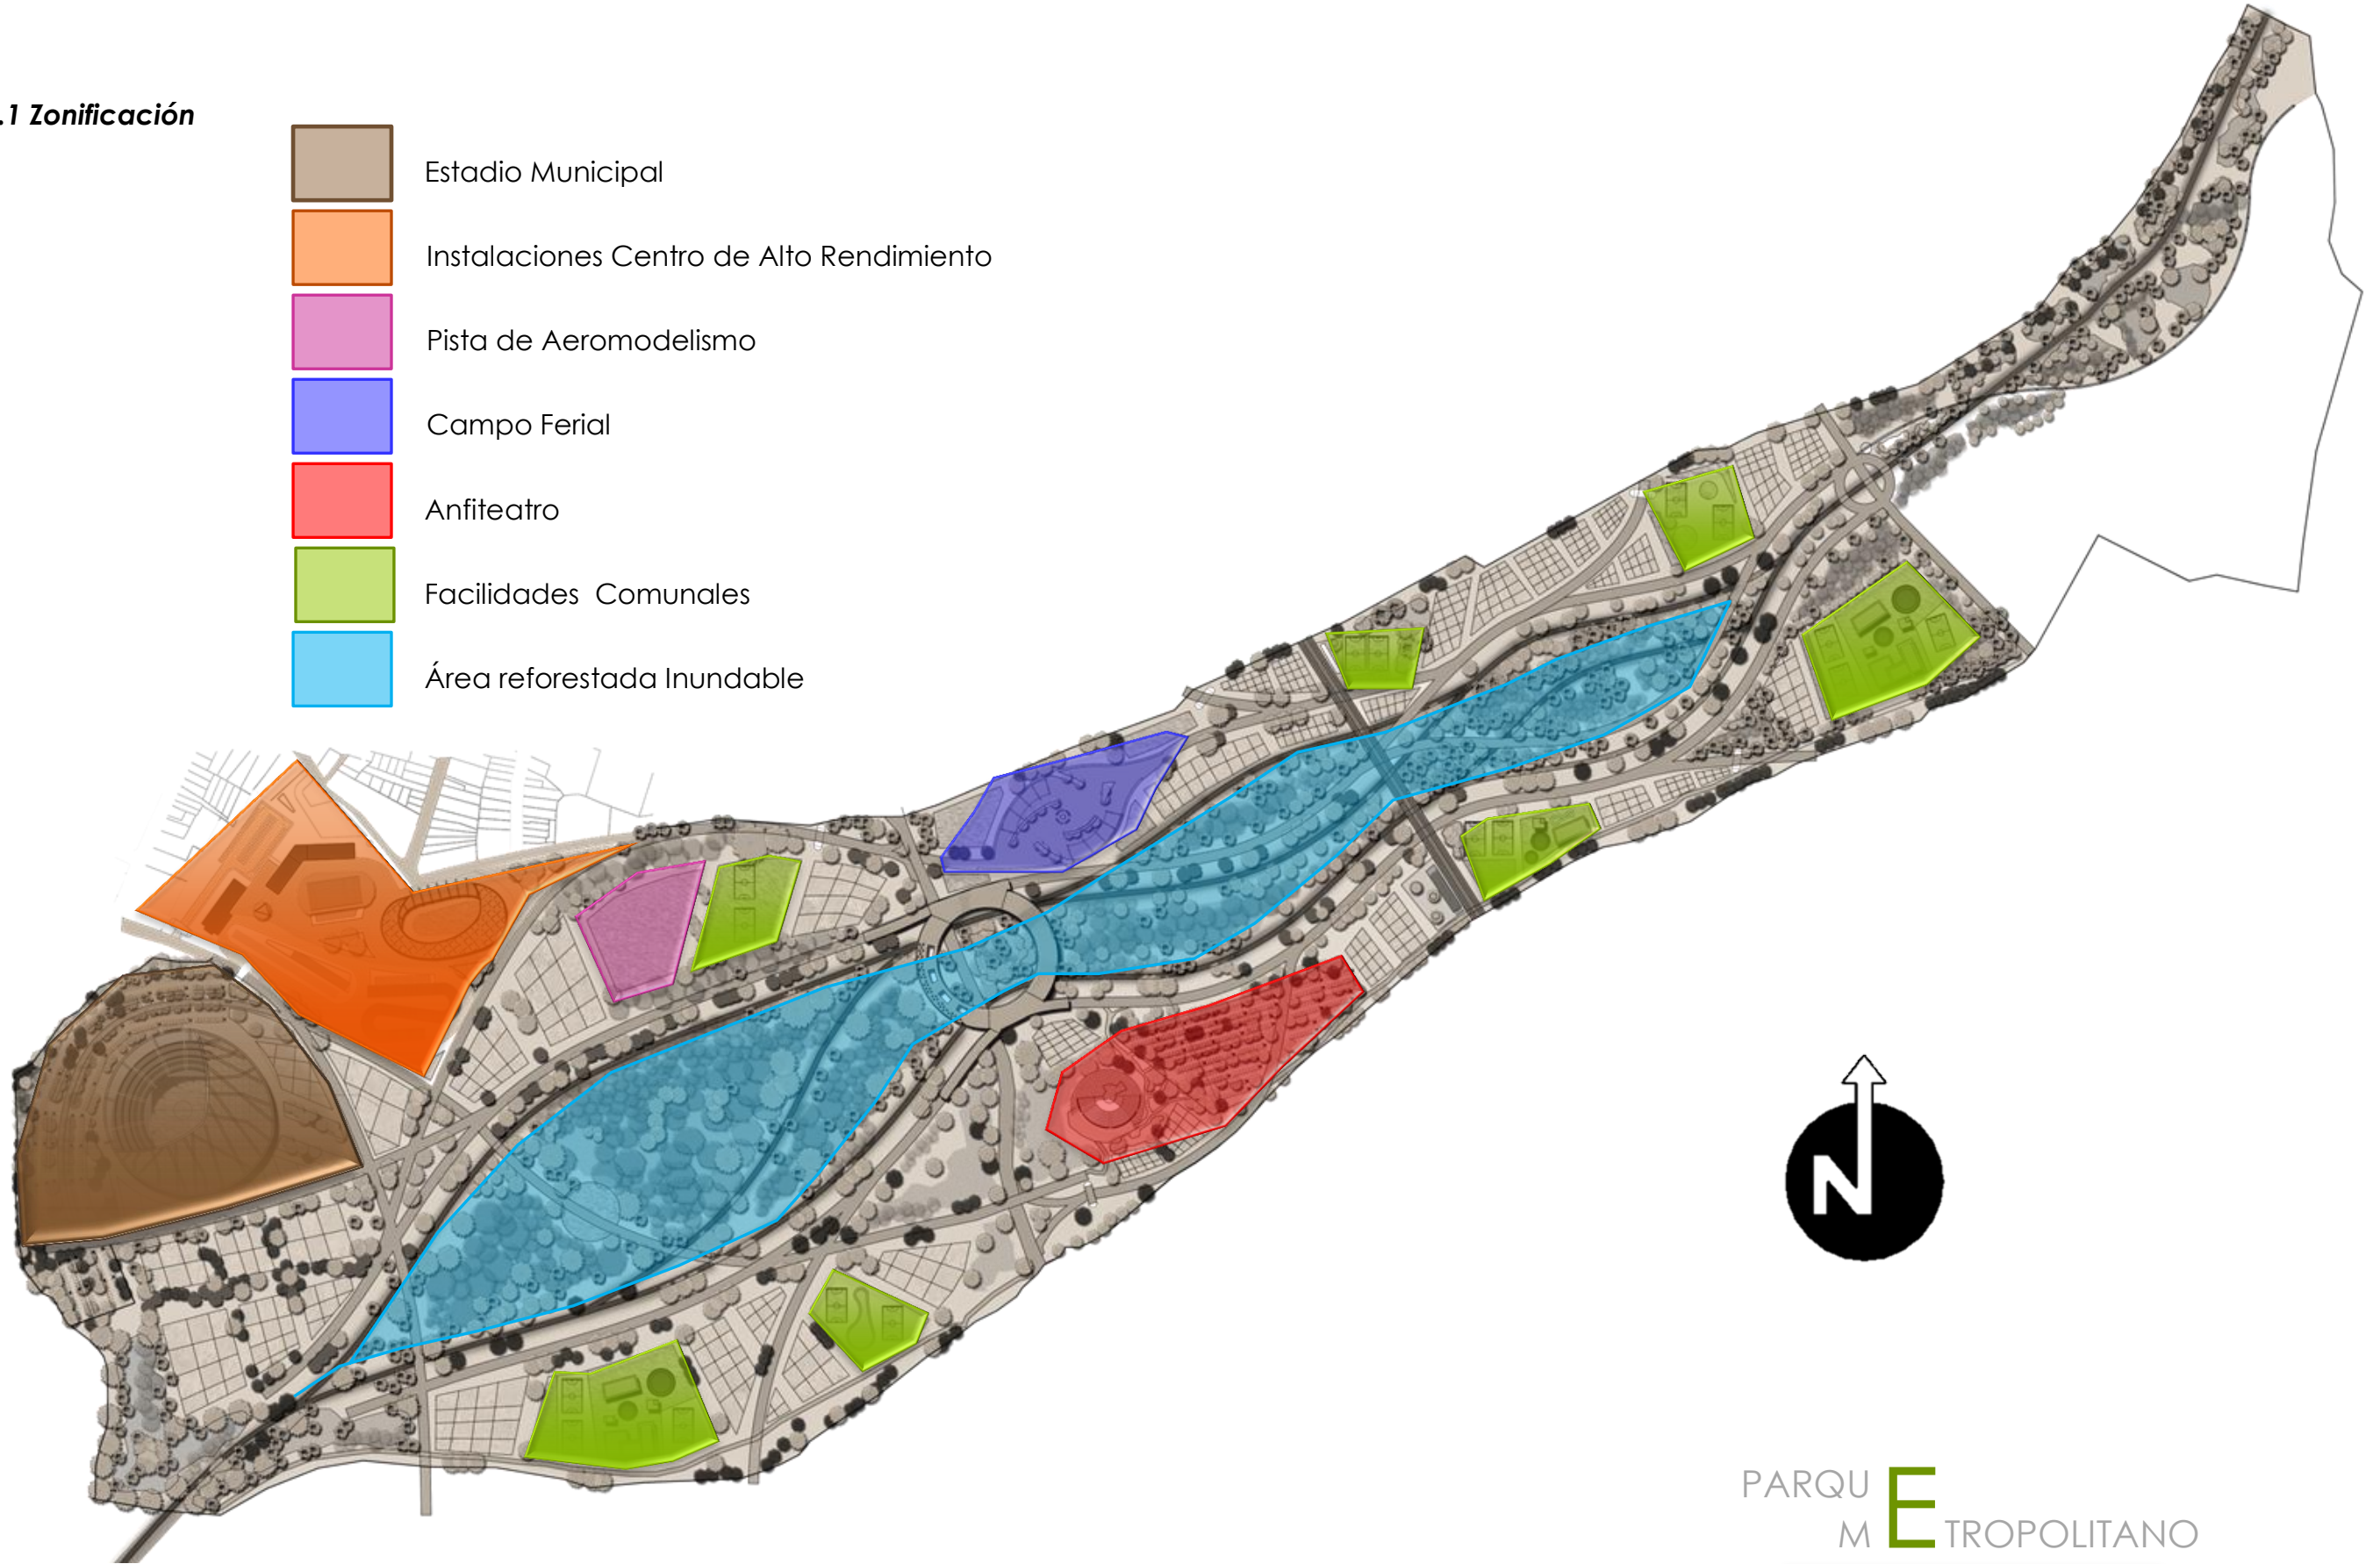 .1 Zonificación
Estadio Municipal
Instalaciones Centro de Alto Rendimiento
Pista de Aeromodelismo
Campo Ferial
Anfiteatro
Facilidades  Comunales
Área reforestada Inundable
N
PARQU
M E TROPOLITANO